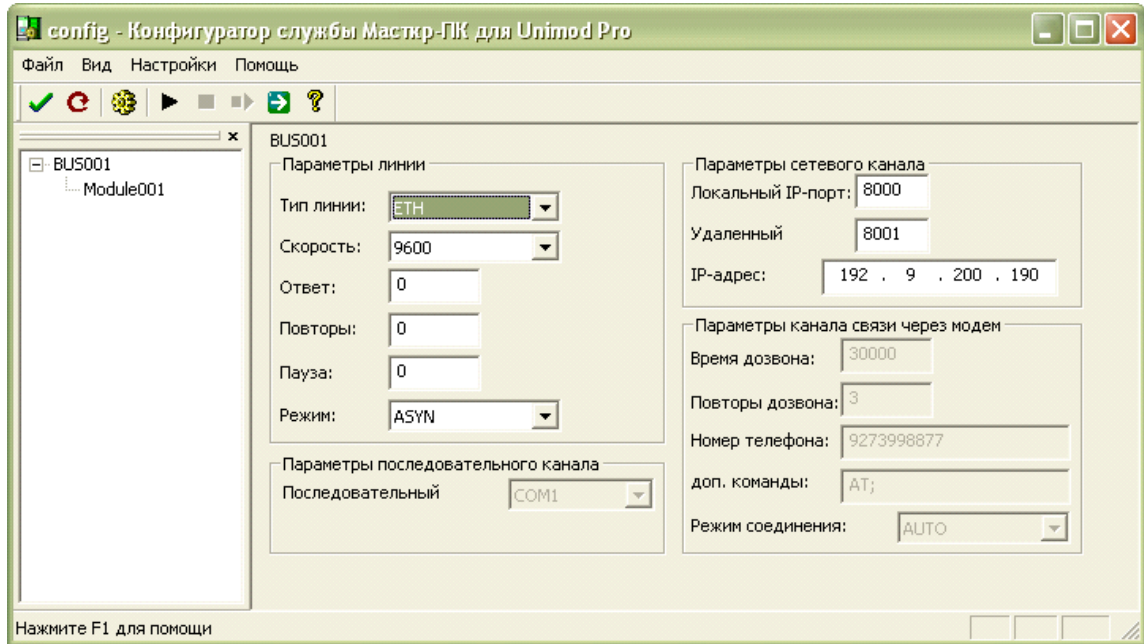 config - Конфигуратор службы Масткр-ПК для Unimod Pro
Файл Вид Настройки Помощь
BUS001
Module001
BUS001
Параметры линии
Тип линии: ETH
Скорость: 9600
Ответ: 0
Повторы: 0
Пауза: 0
Режим: ASYN
Параметры последовательного канала
Последовательный COM1
Параметры сетевого канала
Локальный IP-порт: 8000
Удаленный 8001
IP-адрес: 192 . 9 . 200 . 190
Параметры канала связи через модем
Время дозвона: 30000
Повторы дозвона: 3
Номер телефона: 9273998877
доп. команды: AT;
Режим соединения: AUTO
Нажмите F1 для помощи